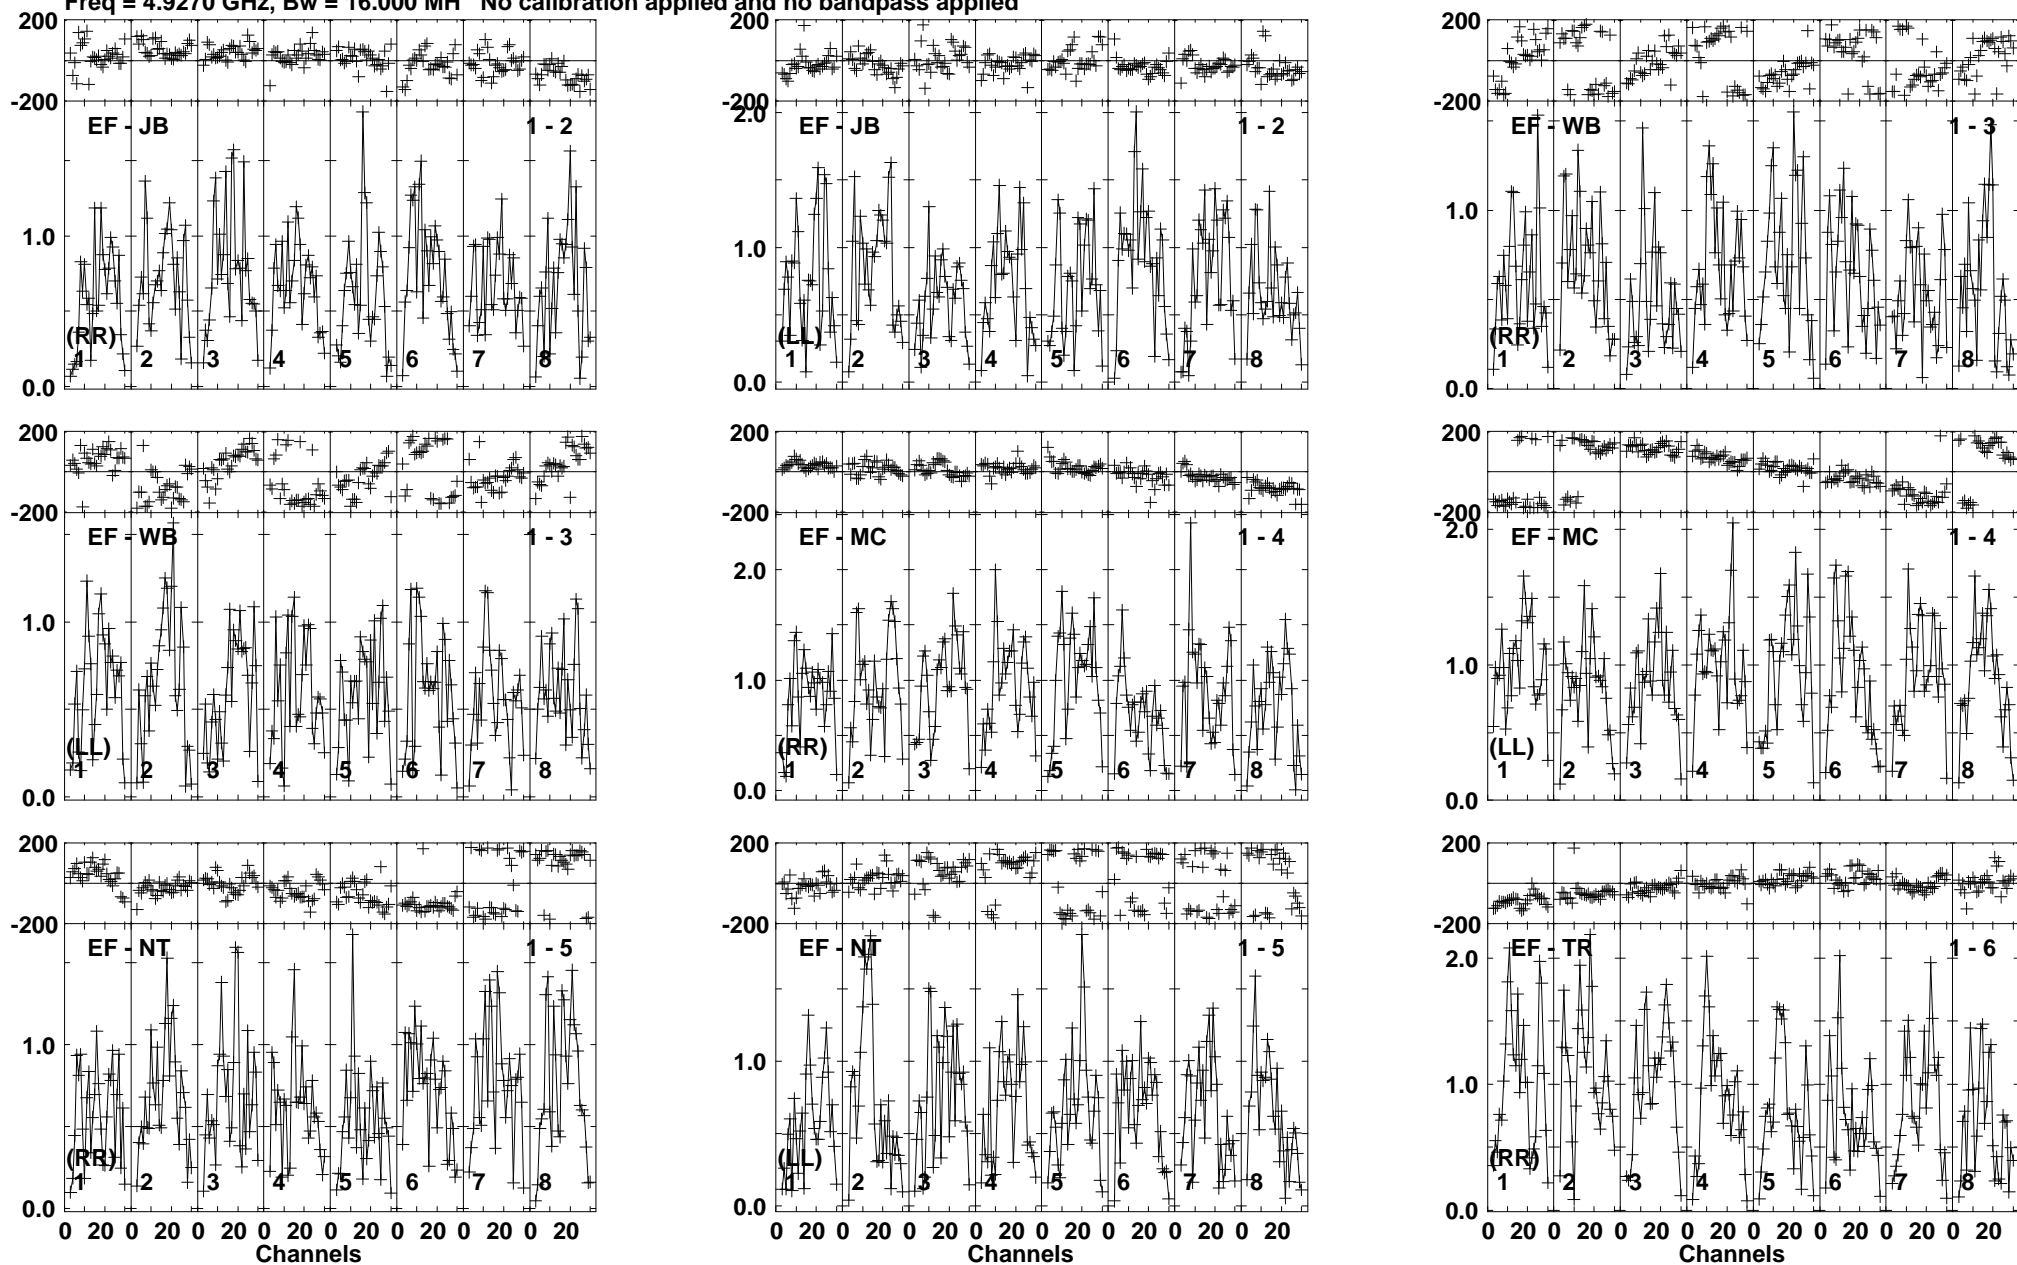 Freq = 4.9270 GHz, Bw = 16.000 MH No calibration applied and no bandpass applied
200 200 200
-200 -200 -200
EF - JB 1 - 2 2.0 EF - JB 1 - 2 EF - WB 1 - 3
1.0 1.0 1.0
(RR) (LL) (RR)
1 2 3 4 5 6 7 8 1 2 3 4 5 6 7 8 1 2 3 4 5 6 7 8
0.0 0.0 0.0
200 200 200
-200 -200 -200
EF - WB 1 - 3 EF - MC 1 - 4 2.0 EF - MC 1 - 4
1.0 2.0 1.0
1.0
(LL) (RR) (LL)
1 2 3 4 5 6 7 8 1 2 3 4 5 6 7 8 1 2 3 4 5 6 7 8
0.0 0.0 0.0
200 200 200
-200 -200 -200
EF - NT 1 - 5 EF - NT 1 - 5 2.0 EF - TR 1 - 6
1.0 1.0 1.0
(RR) (LL) (RR)
1 2 3 4 5 6 7 8 1 2 3 4 5 6 7 8 1 2 3 4 5 6 7 8
0.0 0.0 0.0
0 20 0 20 0 20 0 20 0 20 0 20 0 20 0 20 0 20 0 20 0 20 0 20 0 20 0 20 0 20 0 20 0 20 0 20 0 20 0 20 0 20 0 20 0 20 0 20
Channels Channels Channels